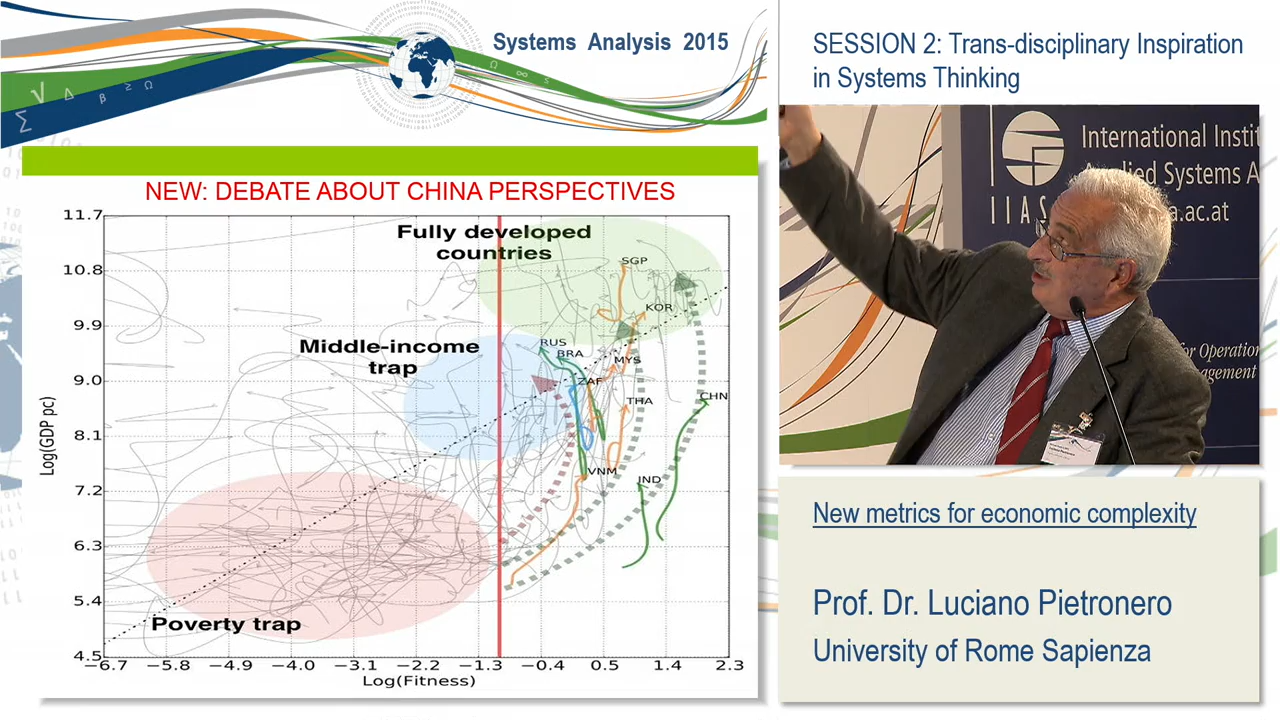 Systems Analysis 2015
NEW: DEBATE ABOUT CHINA PERSPECTIVES
11.7
10.8
9.9
9.0
8.1
7.2
6.3
5.4
4.5
Log(GDP pc)
Fully developed
countries
Middle-income
trap
Poverty trap
SGP
KOR
RUS
BRA
MYS
ZAF
THA
CHN
VNM
IND
−6.7 −5.8 −4.9 −4.0 −3.1 −2.2 −1.3 −0.4 0.5 1.4 2.3
Log(Fitness)
SESSION 2: Trans-disciplinary Inspiration
in Systems Thinking
International Instit
Applied Systems A
a.ac.at
IIAS
for Operation
agement
New metrics for economic complexity
Prof. Dr. Luciano Pietronero
University of Rome Sapienza